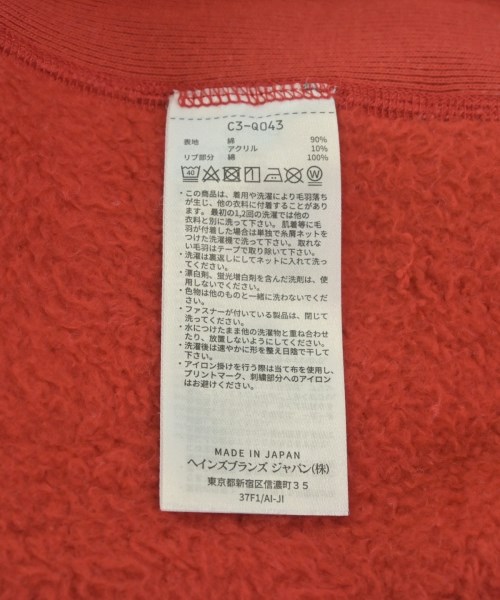 C3-Q043
表地 綿 90%
アクリル 10%
リブ部分 綿 100%
40 W
・この商品は、着用や洗濯により毛羽落ち
が生じ、他の衣料に付着することがあり
ます。最初の1,2回の洗濯では他の
衣料と別に洗って下さい。肌着等に毛
羽が付着した場合は単独で糸屑ネットを
つけた洗濯機で洗って下さい。取れな
い毛羽はテープで取り除いて下さい。
・洗濯は裏返しにしてネットに入れて洗っ
てください。
・漂白剤、蛍光増白剤を含んだ洗剤は、使
用しないでください。
・色物は他のものと一緒に洗わないでくだ
さい。
・ファスナーが付いている製品は、閉じて
洗ってください。
・水につけたまま他の洗濯物と重ね合わせ
たり、放置しないようにしてください。
・洗濯後は速やかに形を整え日陰で干して
下さい。
・アイロン掛けを行う際は当て布を使用し、
プリントマーク、刺繍部分へのアイロン
はお避けください。
MADE IN JAPAN
ヘインズブランズ ジャパン(株)
東京都新宿区信濃町35
37F1/AI-JI